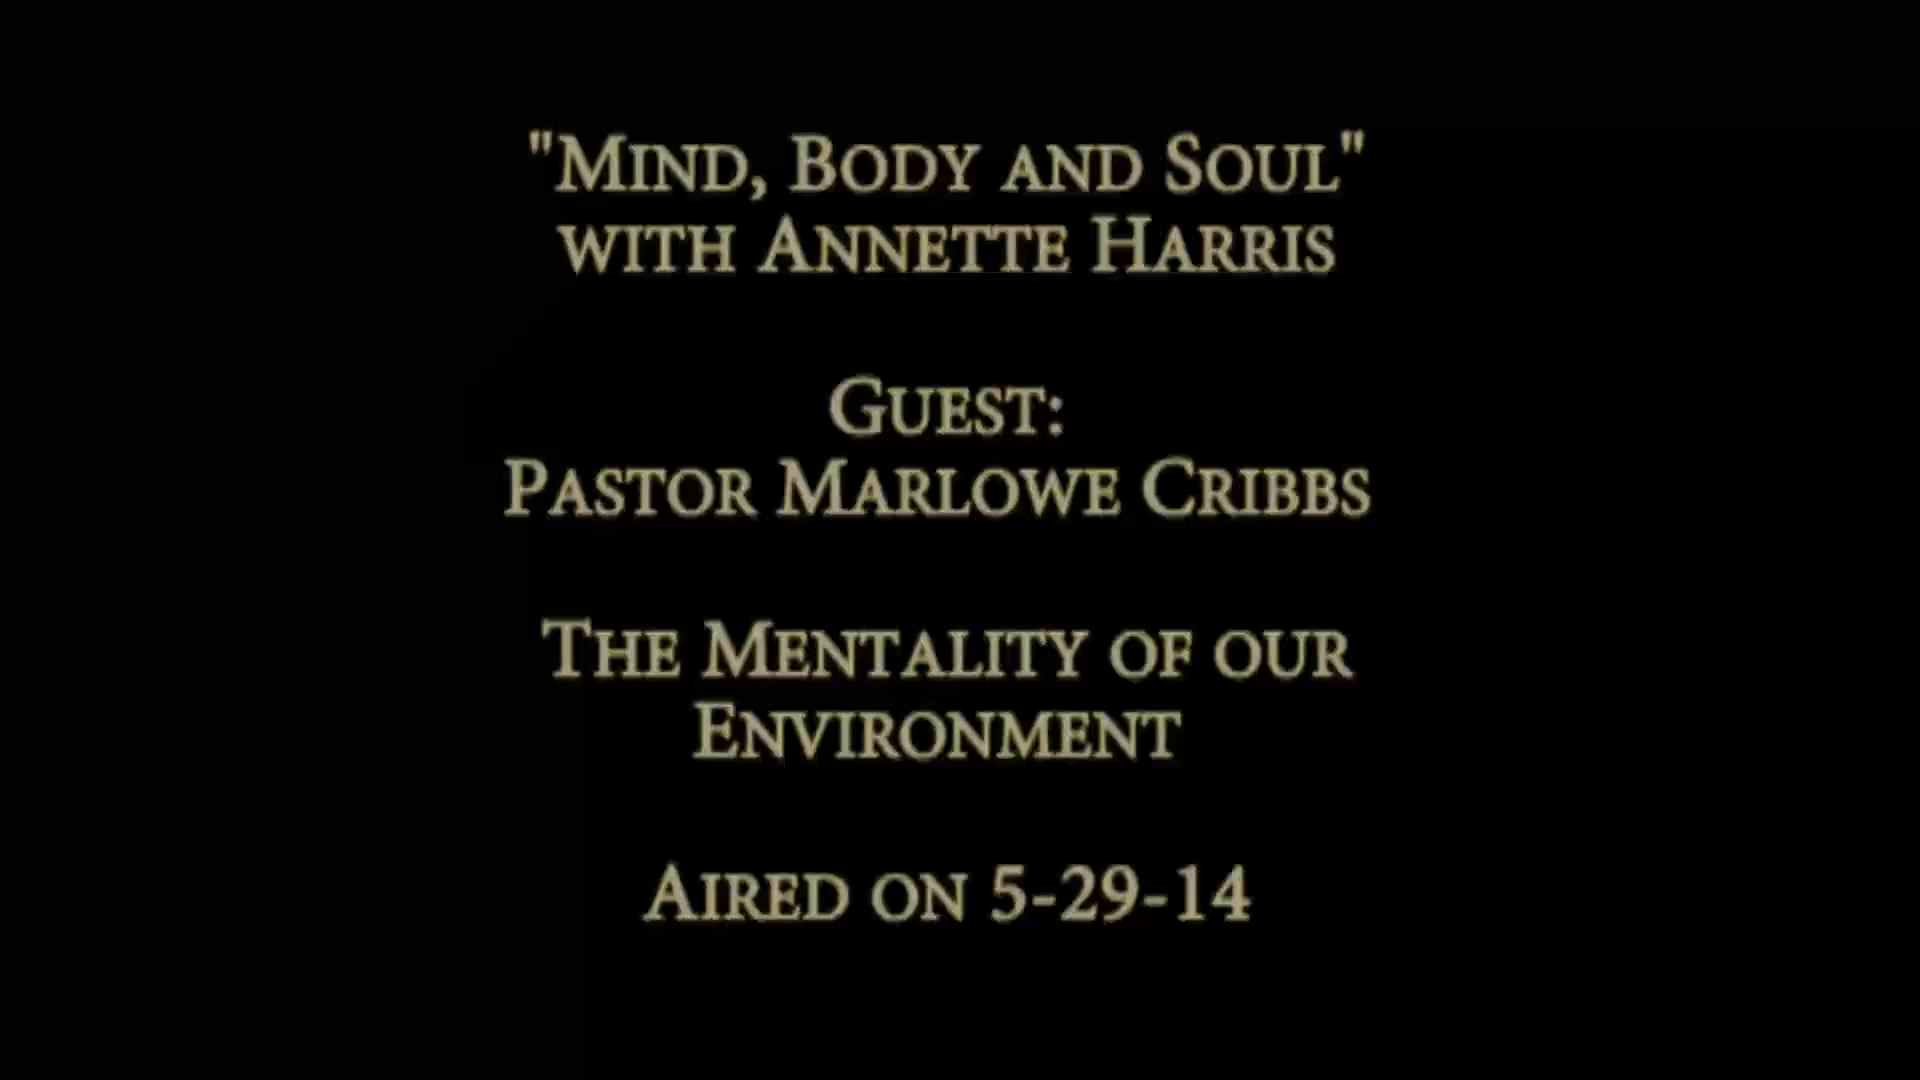 "Mind, Body and Soul"
with Annette Harris
Guest:
Pastor Marlowe Cribbs
The Mentality of our
Environment
Aired on 5-29-14